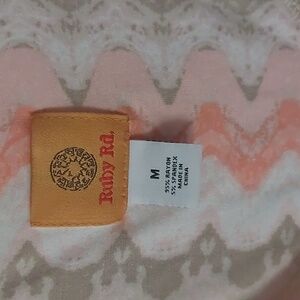 Ruby Rd.
M
95% RAYON
5% SPANDEX
MADE IN
CHINA